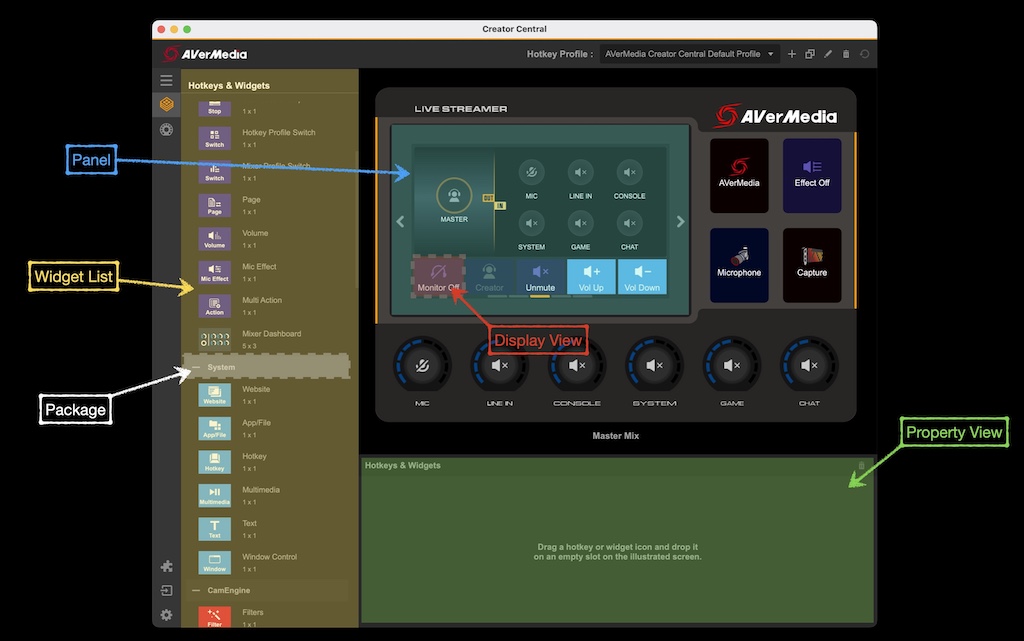 Creator Central
AVerMedia
Hotkey Profile :
AVerMedia Creator Central Default Profile
Hotkeys & Widgets
Stop
1 x 1
Switch
Hotkey Profile Switch
1 x 1
Switch
Mixer Profile Switch
1 x 1
Page
Page
1 x 1
Volume
Volume
1 x 1
Mic Effect
Mic Effect
1 x 1
Action
Multi Action
1 x 1
Mixer Dashboard
5 x 3
System
Website
Website
1 x 1
App/File
App/File
1 x 1
Hotkey
Hotkey
1 x 1
Multimedia
Multimedia
1 x 1
Text
Text
1 x 1
Window
Window Control
1 x 1
CamEngine
Filter
Filters
1 x 1
Panel
Widget List
Package
LIVE STREAMER
AVerMedia
MASTER
OUT
IN
MIC
LINE IN
CONSOLE
SYSTEM
GAME
CHAT
Monitor Off
Creator
Unmute
Vol Up
Vol Down
AVerMedia
Effect Off
Microphone
Capture
Display View
MIC
LINE IN
CONSOLE
SYSTEM
GAME
CHAT
Master Mix
Property View
Hotkeys & Widgets
Drag a hotkey or widget icon and drop it
on an empty slot on the illustrated screen.